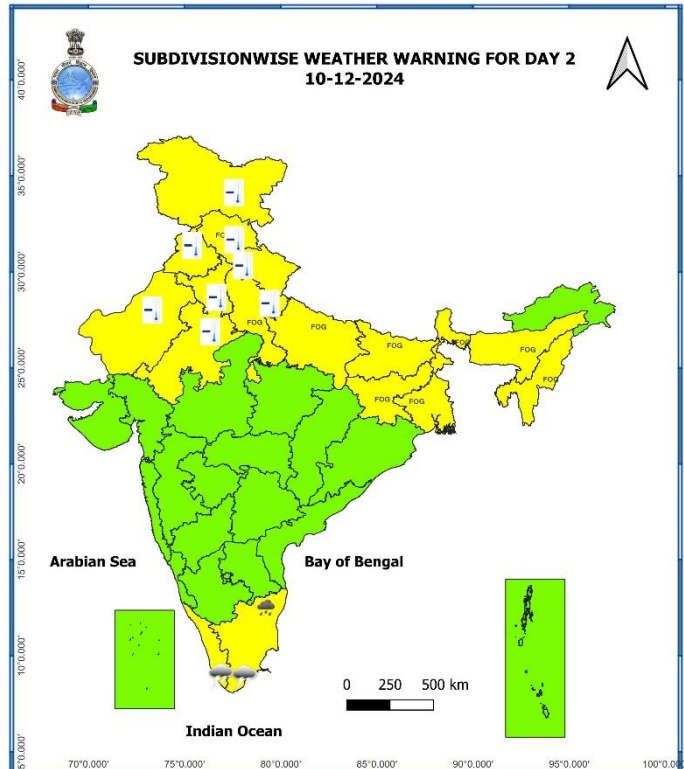 SUBDIVISIONWISE WEATHER WARNING FOR DAY 2
10-12-2024
40°0.000'
35°0.000'
30°0.000'
25°0.000'
20°0.000'
15°0.000'
10°0.000'
5°0.000'
FOG
FOG
FOG
FOG
FOG
FOG
FOG
FOG
Arabian Sea
Bay of Bengal
0 250 500 km
Indian Ocean
70°0.000' 75°0.000' 80°0.000' 85°0.000' 90°0.000' 95°0.000' 100°0.000